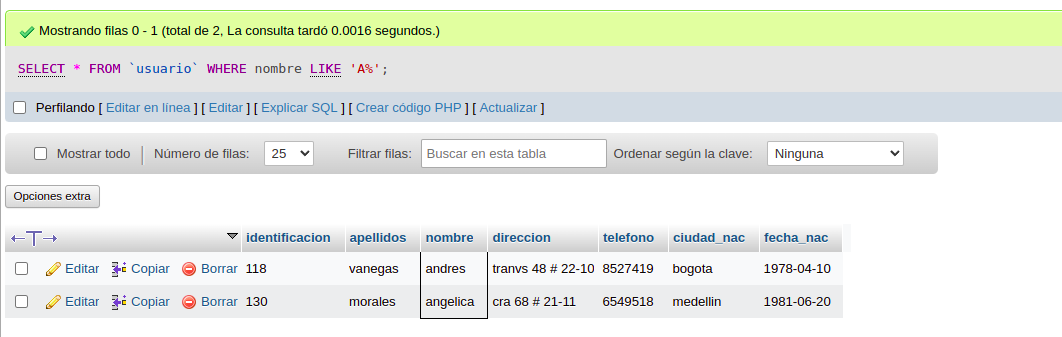 Mostrando filas 0 - 1 (total de 2, La consulta tardó 0.0016 segundos.)
SELECT * FROM `usuario` WHERE nombre LIKE 'A%';
Perfilando [ Editar en línea ] [ Editar ] [ Explicar SQL ] [ Crear código PHP ] [ Actualizar ]
Mostrar todo Número de filas: 25 Filtrar filas: Buscar en esta tabla Ordenar según la clave: Ninguna
Opciones extra
identificacion apellidos nombre direccion telefono ciudad_nac fecha_nac
Editar Copiar Borrar 118 vanegas andres tranvs 48 # 22-10 8527419 bogota 1978-04-10
Editar Copiar Borrar 130 morales angelica cra 68 # 21-11 6549518 medellin 1981-06-20